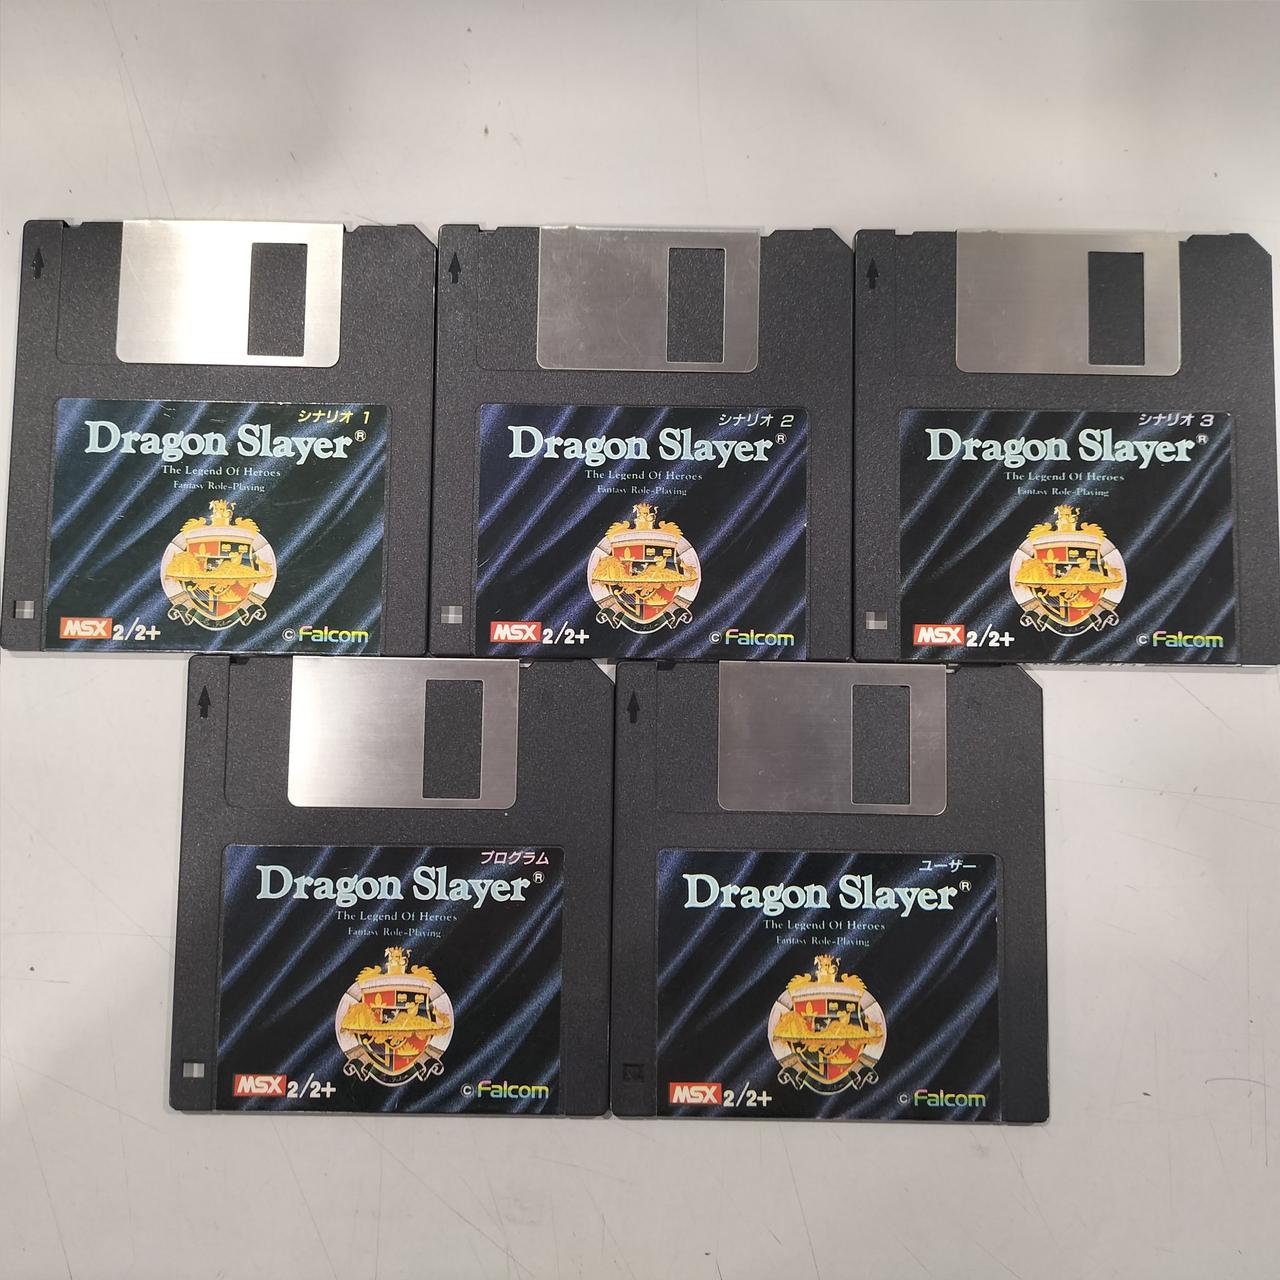 シナリオ 1
Dragon Slayer®
The Legend Of Heroes
Fantasy Role-Playing
MSX 2/2+
© Falcom
シナリオ 2
Dragon Slayer®
The Legend Of Heroes
Fantasy Role-Playing
MSX 2/2+
© Falcom
シナリオ 3
Dragon Slayer®
The Legend Of Heroes
Fantasy Role-Playing
MSX 2/2+
© Falcom
プログラム
Dragon Slayer®
The Legend Of Heroes
Fantasy Role-Playing
MSX 2/2+
© Falcom
ユーザー
Dragon Slayer®
The Legend Of Heroes
Fantasy Role-Playing
MSX 2/2+
© Falcom